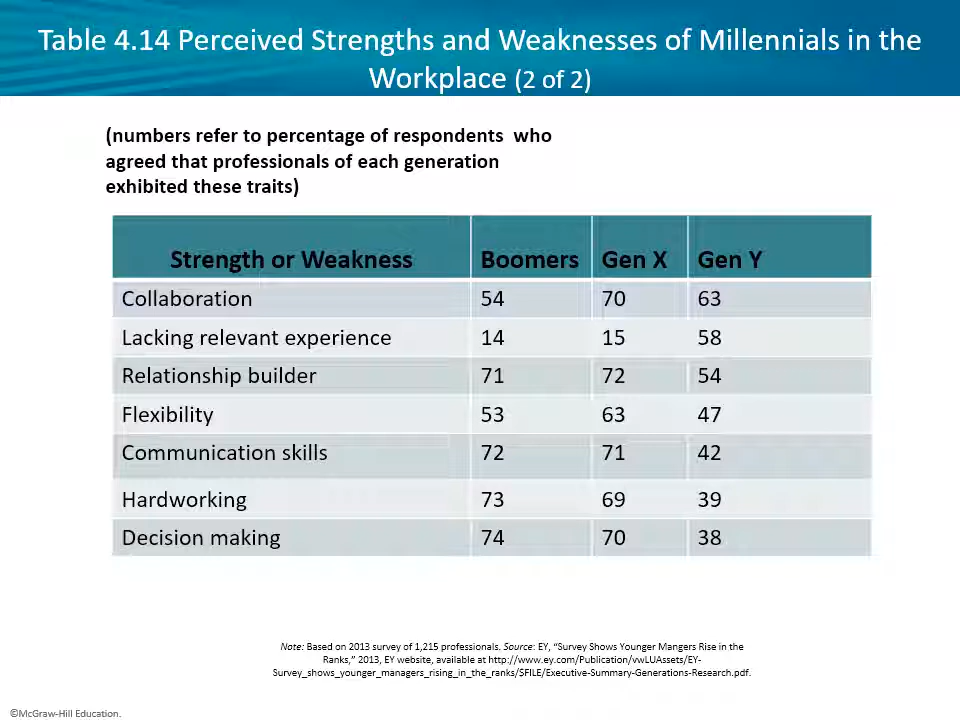 Table 4.14 Perceived Strengths and Weaknesses of Millennials in the
Workplace (2 of 2)
(numbers refer to percentage of respondents who
agreed that professionals of each generation
exhibited these traits)
Strength or Weakness Boomers Gen X Gen Y
Collaboration 54 70 63
Lacking relevant experience 14 15 58
Relationship builder 71 72 54
Flexibility 53 63 47
Communication skills 72 71 42
Hardworking 73 69 39
Decision making 74 70 38
Note: Based on 2013 survey of 1,215 professionals. Source: EY, “Survey Shows Younger Mangers Rise in the
Ranks,” 2013, EY website, available at http://www.ey.com/Publication/vwLUAssets/EY-
Survey_shows_younger_managers_rising_in_the_ranks/$FILE/Executive-Summary-Generations-Research.pdf.
©McGraw-Hill Education.